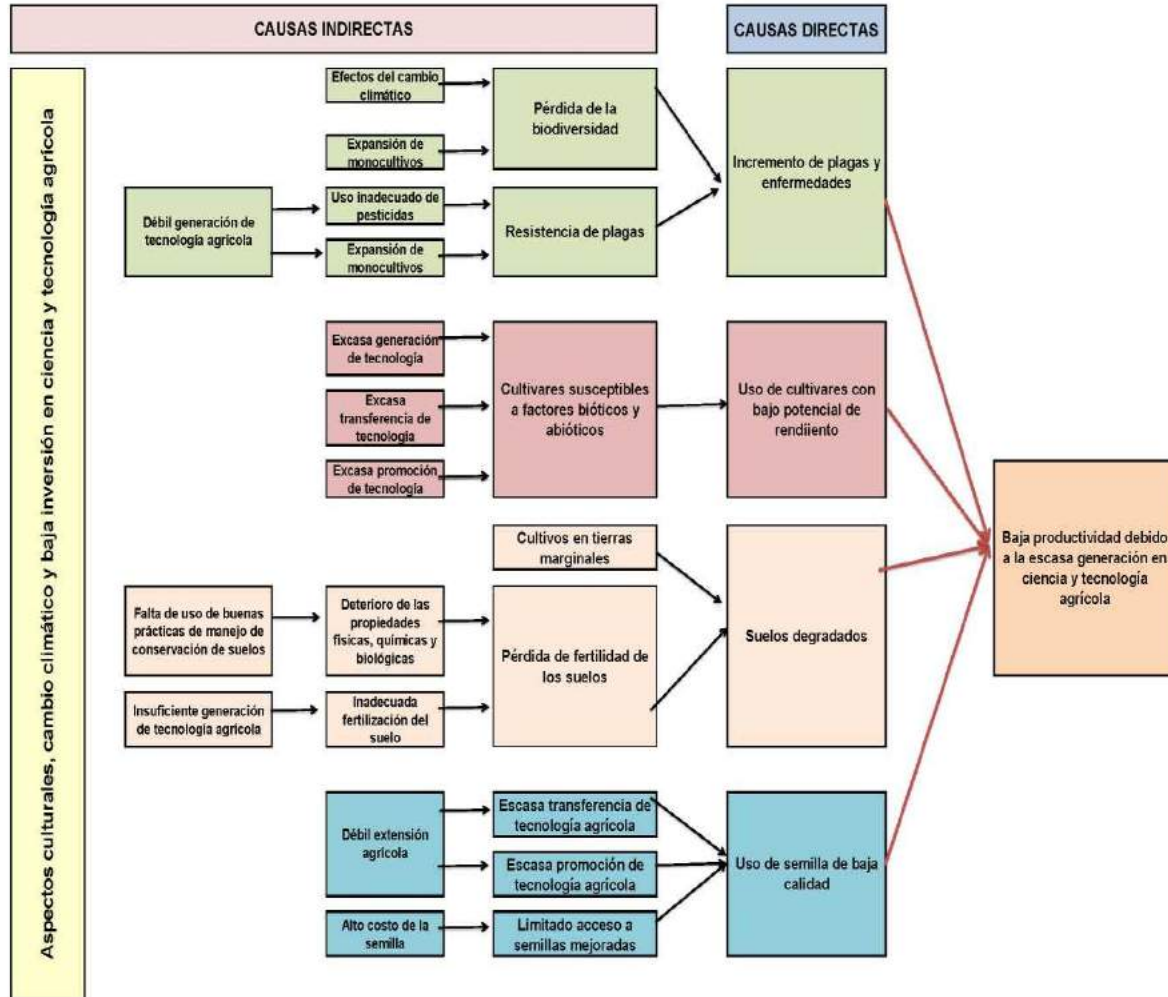 CAUSAS INDIRECTAS
CAUSAS DIRECTAS
Aspectos culturales, cambio climático y baja inversión en ciencia y tecnología agrícola
Efectos del cambio
climático
Pérdida de la
biodiversidad
Expansión de
monocultivos
Incremento de plagas y
enfermedades
Débil generación de
tecnología agrícola
Uso inadecuado de
pesticidas
Resistencia de plagas
Expansión de
monocultivos
Excasa generación
de tecnología
Excasa
transferencia de
tecnología
Excasa promoción
de tecnología
Cultivares susceptibles
a factores bióticos y
abióticos
Uso de cultivares con
bajo potencial de
rendiiento
Baja productividad debido
a la escasa generación en
ciencia y tecnología
agrícola
Cultivos en tierras
marginales
Falta de uso de buenas
prácticas de manejo de
conservación de suelos
Deterioro de las
propiedades
físicas, químicas y
biológicas
Pérdida de fertilidad de
los suelos
Suelos degradados
Insuficiente generación
de tecnología agrícola
Inadecuada
fertilización del
suelo
Débil extensión
agrícola
Escasa transferencia de
tecnología agrícola
Escasa promoción de
tecnología agrícola
Uso de semilla de baja
calidad
Alto costo de la
semilla
Limitado acceso a
semillas mejoradas